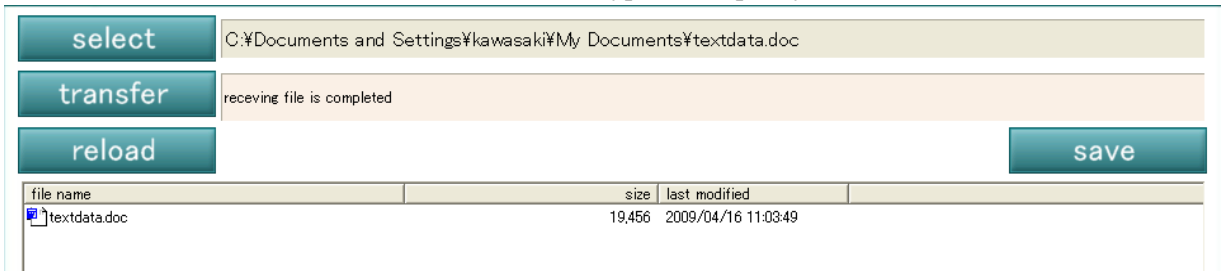 select C:¥Documents and Settings¥kawasaki¥My Documents¥textdata.doc
transfer receving file is completed
reload save
file name size last modified
textdata.doc 19,456 2009/04/16 11:03:49